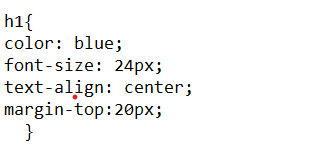 h1{
color: blue;
font-size: 24px;
text-align: center;
margin-top:20px;
}